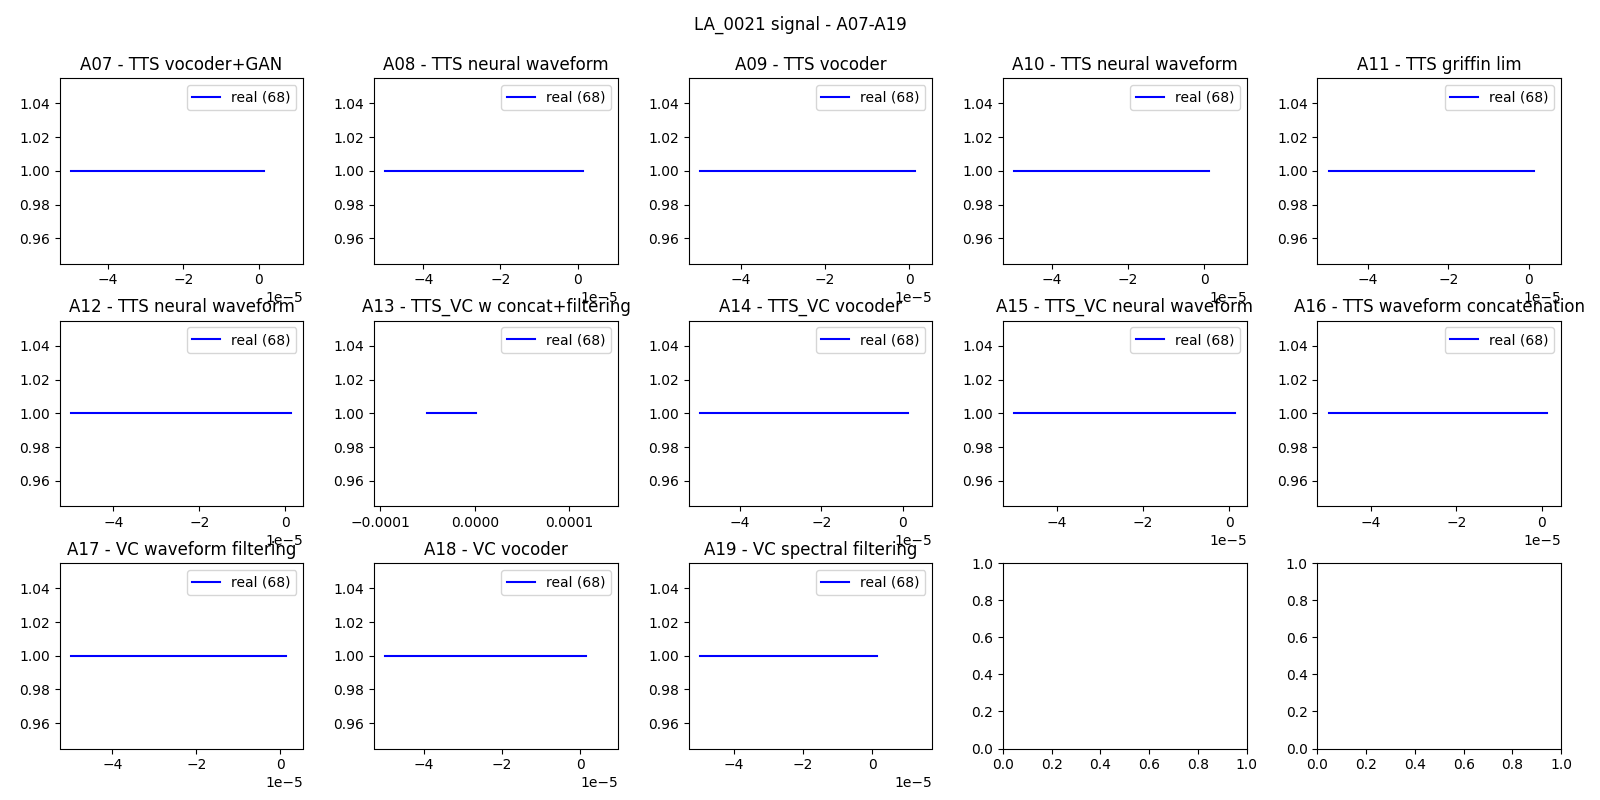 LA_0021 signal - A07-A19
A07 - TTS vocoder+GAN
A08 - TTS neural waveform
A09 - TTS vocoder
A10 - TTS neural waveform
A11 - TTS griffin lim
1.04
1.02
1.00
0.98
0.96
real (68)
−4
−2
0
1e−5
1.04
1.02
1.00
0.98
0.96
real (68)
−4
−2
0
1e−5
1.04
1.02
1.00
0.98
0.96
real (68)
−4
−2
0
1e−5
1.04
1.02
1.00
0.98
0.96
real (68)
−4
−2
0
1e−5
1.04
1.02
1.00
0.98
0.96
real (68)
−4
−2
0
1e−5
A12 - TTS neural waveform
A13 - TTS_VC w concat+filtering
A14 - TTS_VC vocoder
A15 - TTS_VC neural waveform
A16 - TTS waveform concatenation
1.04
1.02
1.00
0.98
0.96
real (68)
−4
−2
0
1e−5
1.04
1.02
1.00
0.98
0.96
real (68)
−0.0001
0.0000
0.0001
1.04
1.02
1.00
0.98
0.96
real (68)
−4
−2
0
1e−5
1.04
1.02
1.00
0.98
0.96
real (68)
−4
−2
0
1e−5
1.04
1.02
1.00
0.98
0.96
real (68)
−4
−2
0
1e−5
A17 - VC waveform filtering
A18 - VC vocoder
A19 - VC spectral filtering
1.04
1.02
1.00
0.98
0.96
real (68)
−4
−2
0
1e−5
1.04
1.02
1.00
0.98
0.96
real (68)
−4
−2
0
1e−5
1.04
1.02
1.00
0.98
0.96
real (68)
−4
−2
0
1e−5
1.0
0.8
0.6
0.4
0.2
0.0
0.0 0.2 0.4 0.6 0.8 1.0
1.0
0.8
0.6
0.4
0.2
0.0
0.0 0.2 0.4 0.6 0.8 1.0